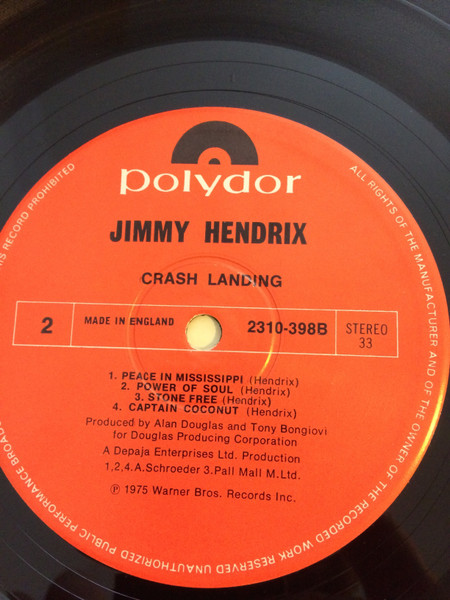 polydor
JIMMY HENDRIX
CRASH LANDING
2
MADE IN ENGLAND
2310-398B
STEREO
33
1. PEACE IN MISSISSIPPI (Hendrix)
2. POWER OF SOUL (Hendrix)
3. STONE FREE (Hendrix)
4. CAPTAIN COCONUT (Hendrix)
Produced by Alan Douglas and Tony Bongiovi
for Douglas Producing Corporation
A Depaja Enterprises Ltd. Production
1,2,4.A.Schroeder 3.Pall Mall M.Ltd.
℗ 1975 Warner Bros. Records Inc.
ALL RIGHTS OF THE MANUFACTURER AND OF THE OWNER OF THE RECORDED WORK RESERVED UNAUTHORIZED PUBLIC PERFORMANCE BROADC
IS RECORD PROHIBITED